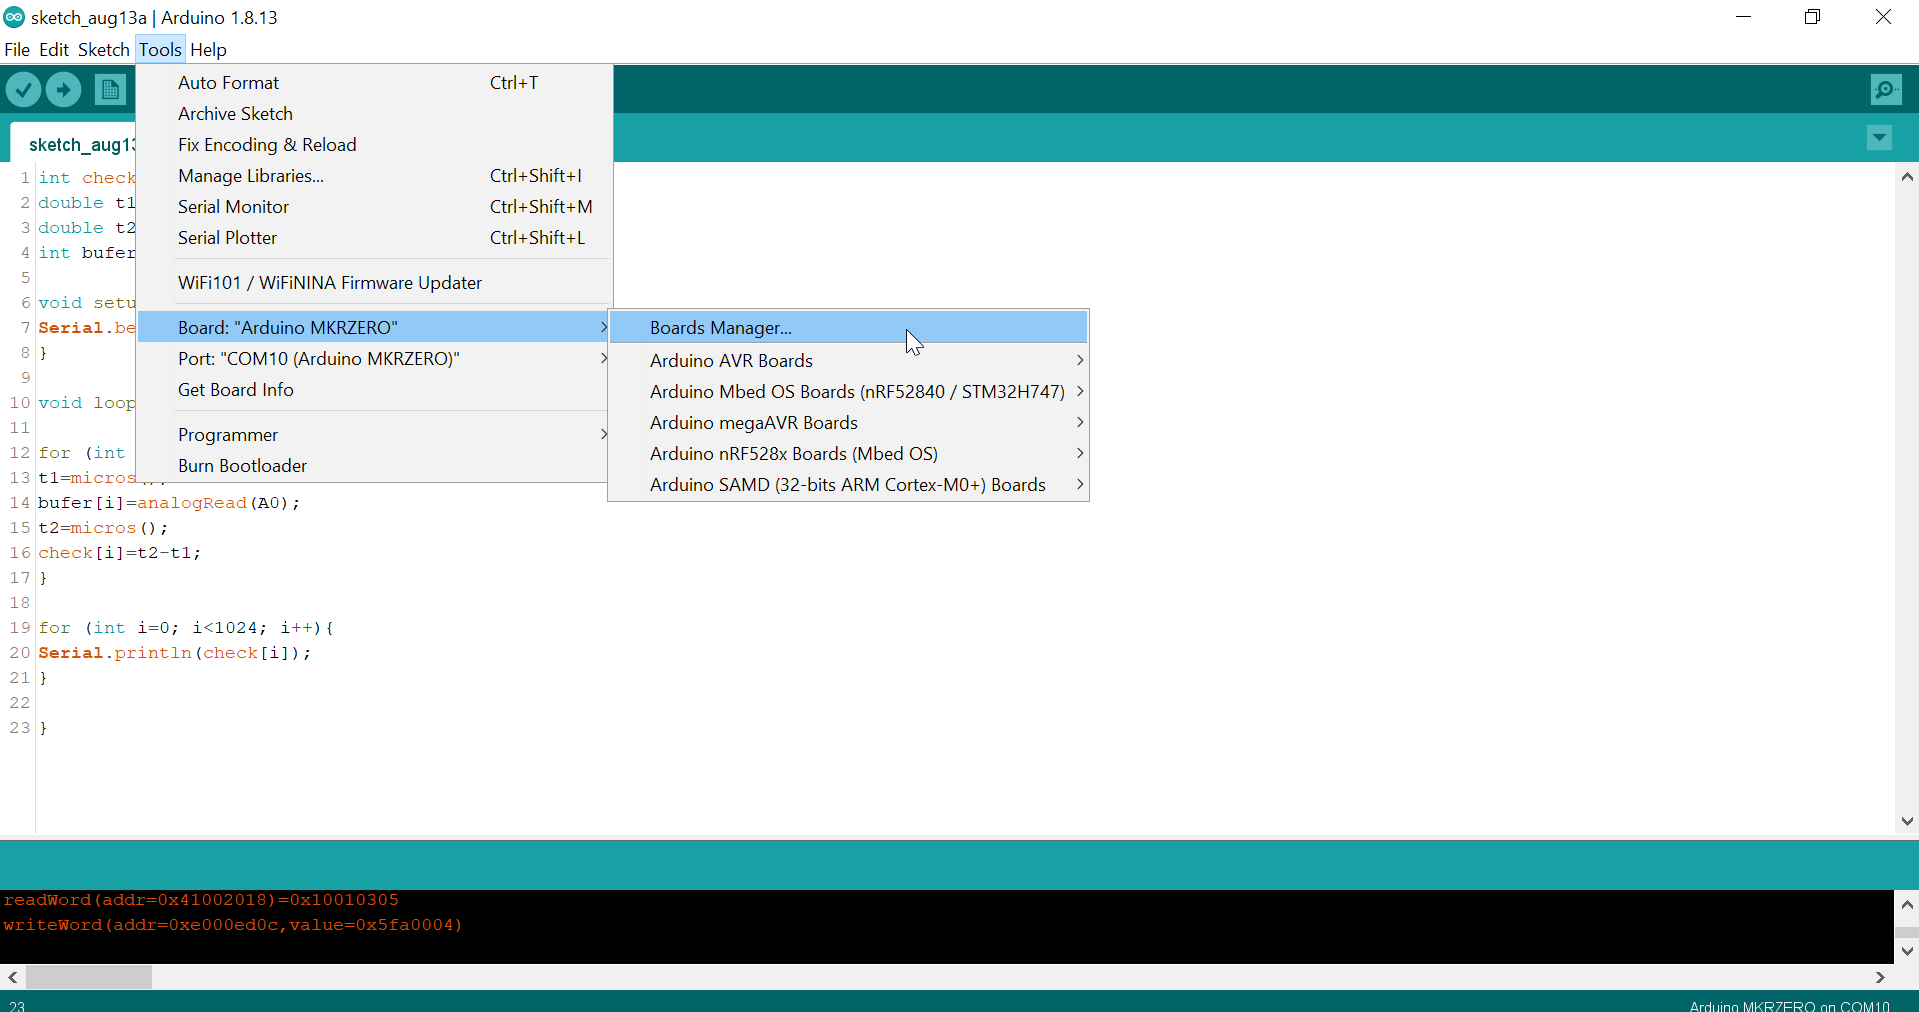 sketch_aug13a | Arduino 1.8.13
File Edit Sketch Tools Help
Auto Format Ctrl+T
Archive Sketch
Fix Encoding & Reload
Manage Libraries... Ctrl+Shift+I
Serial Monitor Ctrl+Shift+M
Serial Plotter Ctrl+Shift+L
WiFi101 / WiFiNINA Firmware Updater
Board: "Arduino MKRZERO"
Port: "COM10 (Arduino MKRZERO)"
Get Board Info
Programmer
Burn Bootloader
Boards Manager...
Arduino AVR Boards
Arduino Mbed OS Boards (nRF52840 / STM32H747)
Arduino megaAVR Boards
Arduino nRF528x Boards (Mbed OS)
Arduino SAMD (32-bits ARM Cortex-M0+) Boards
sketch_aug13
1 int check
2 double t1
3 double t2
4 int bufer
5
6 void setu
7 Serial.be
8 }
9
10 void loop
11
12 for (int
13 t1=micros();
14 bufer[i]=analogRead(A0);
15 t2=micros();
16 check[i]=t2-t1;
17 }
18
19 for (int i=0; i<1024; i++){
20 Serial.println(check[i]);
21 }
22
23 }
readWord(addr=0x41002018)=0x10010305
writeWord(addr=0xe000ed0c,value=0x5fa0004)
23 Arduino MKRZERO on COM10